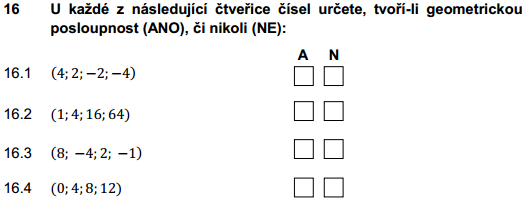 16 U každé z následující čtveřice čísel určete, tvoří-li geometrickou
posloupnost (ANO), či nikoli (NE):
A N
16.1 (4; 2; −2; −4)
16.2 (1; 4; 16; 64)
16.3 (8; −4; 2; −1)
16.4 (0; 4; 8; 12)